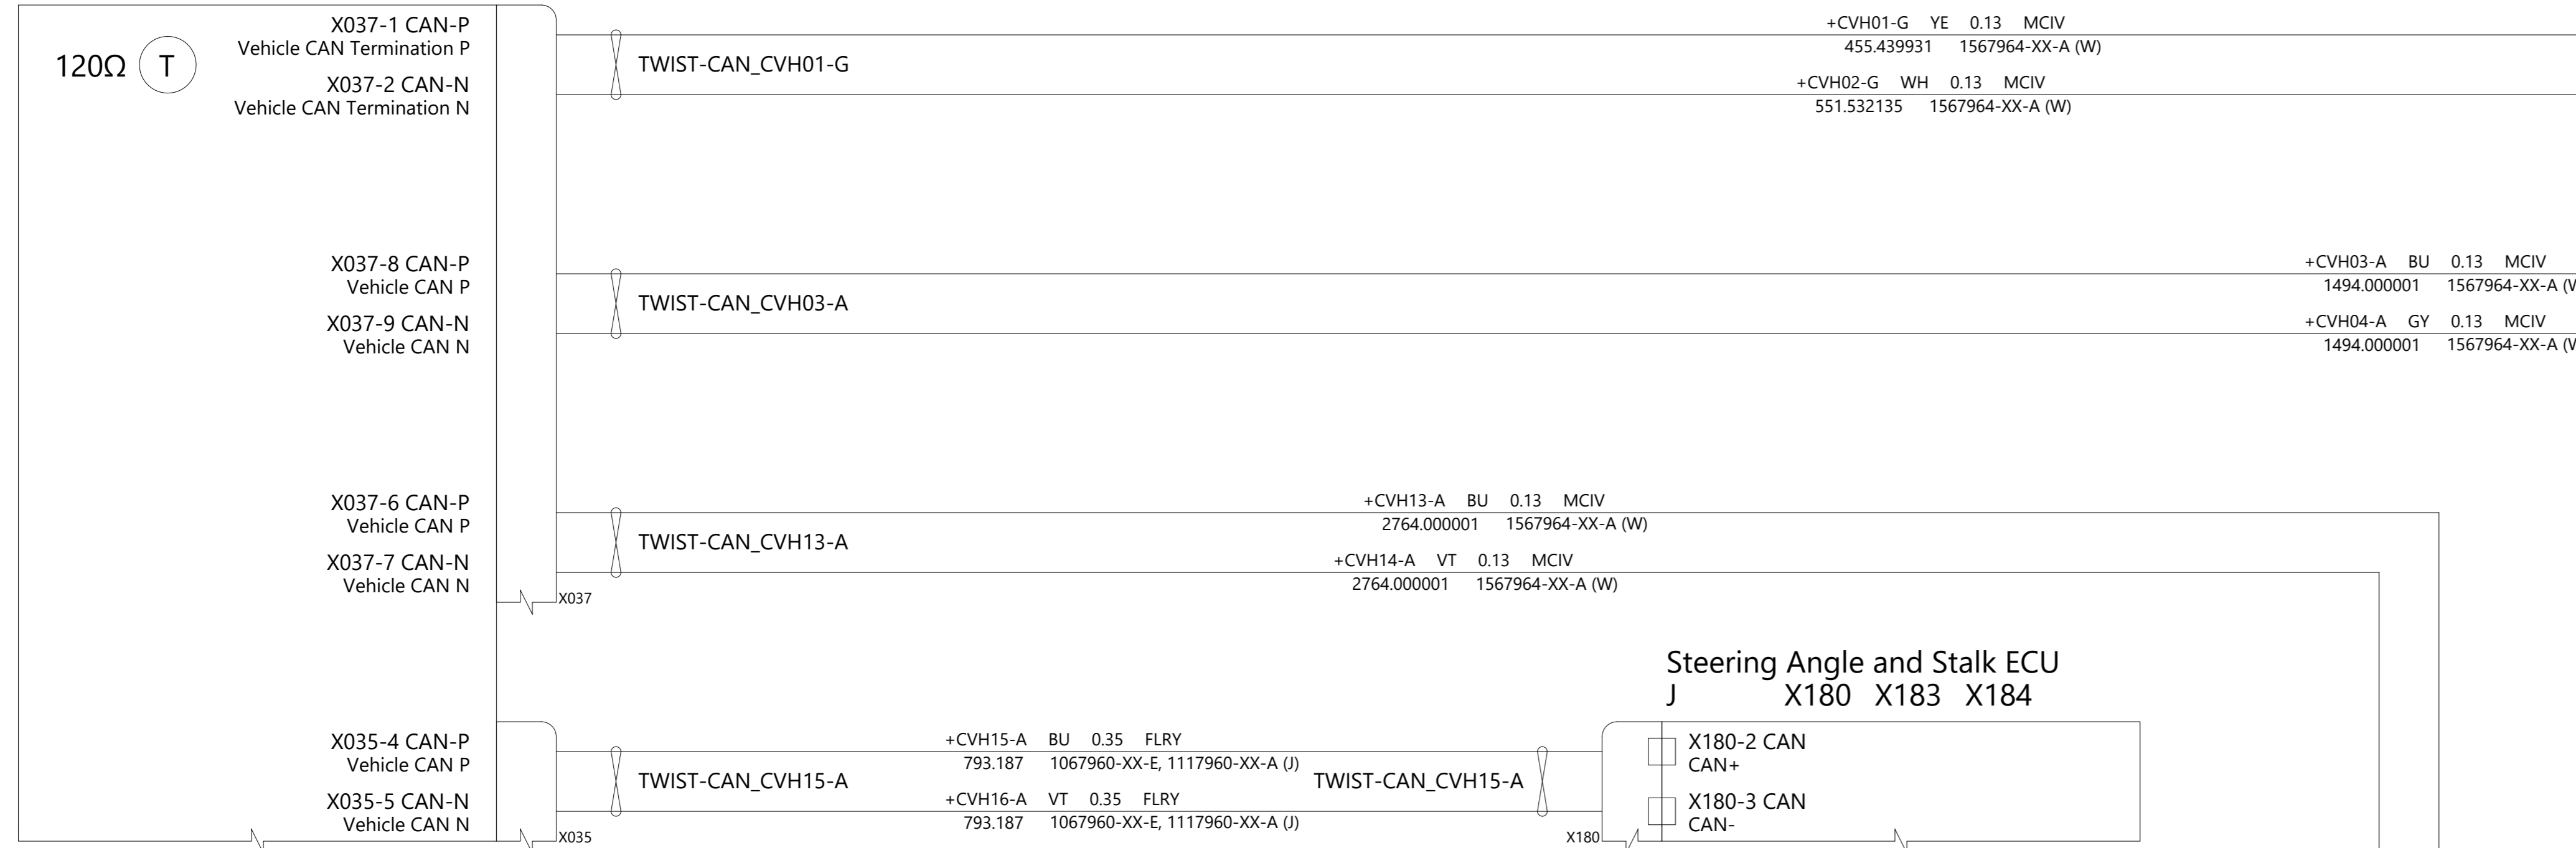 X037-1 CAN-P
Vehicle CAN Termination P
120Ω T
X037-2 CAN-N
Vehicle CAN Termination N
TWIST-CAN_CVH01-G
+CVH01-G YE 0.13 MCIV
455.439931 1567964-XX-A (W)
+CVH02-G WH 0.13 MCIV
551.532135 1567964-XX-A (W)
X037-8 CAN-P
Vehicle CAN P
X037-9 CAN-N
Vehicle CAN N
TWIST-CAN_CVH03-A
+CVH03-A BU 0.13 MCIV
1494.000001 1567964-XX-A (
+CVH04-A GY 0.13 MCIV
1494.000001 1567964-XX-A (
X037-6 CAN-P
Vehicle CAN P
X037-7 CAN-N
Vehicle CAN N
X037
TWIST-CAN_CVH13-A
+CVH13-A BU 0.13 MCIV
2764.000001 1567964-XX-A (W)
+CVH14-A VT 0.13 MCIV
2764.000001 1567964-XX-A (W)
Steering Angle and Stalk ECU
J X180 X183 X184
X035-4 CAN-P
Vehicle CAN P
X035-5 CAN-N
Vehicle CAN N
X035
TWIST-CAN_CVH15-A
+CVH15-A BU 0.35 FLRY
793.187 1067960-XX-E, 1117960-XX-A (J)
+CVH16-A VT 0.35 FLRY
793.187 1067960-XX-E, 1117960-XX-A (J)
TWIST-CAN_CVH15-A
X180
X180-2 CAN
CAN+
X180-3 CAN
CAN-